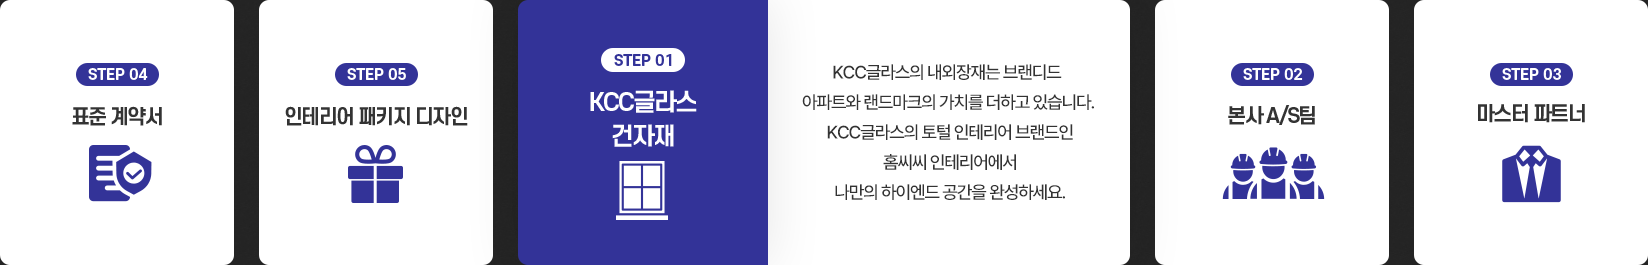 STEP 04
표준 계약서
STEP 05
인테리어 패키지 디자인
STEP 01
KCC글라스
건자재
KCC글라스의 내외장재는 브랜디드
아파트와 랜드마크의 가치를 더하고 있습니다.
KCC글라스의 토털 인테리어 브랜드인
홈씨씨 인테리어에서
나만의 하이엔드 공간을 완성하세요.
STEP 02
본사 A/S팀
STEP 03
마스터 파트너